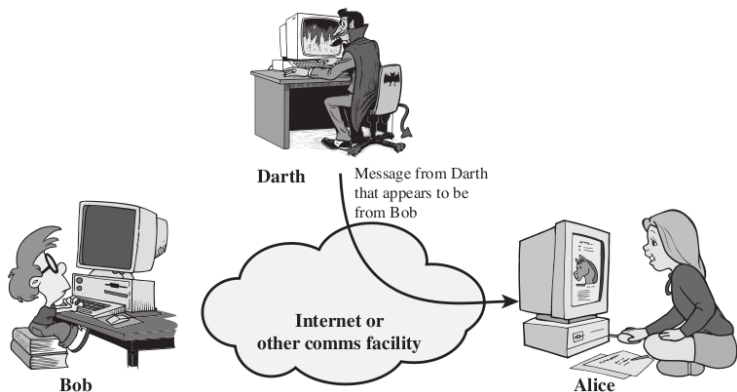 Darth
Message from Darth
that appears to be
from Bob
Internet or
other comms facility
Bob
Alice